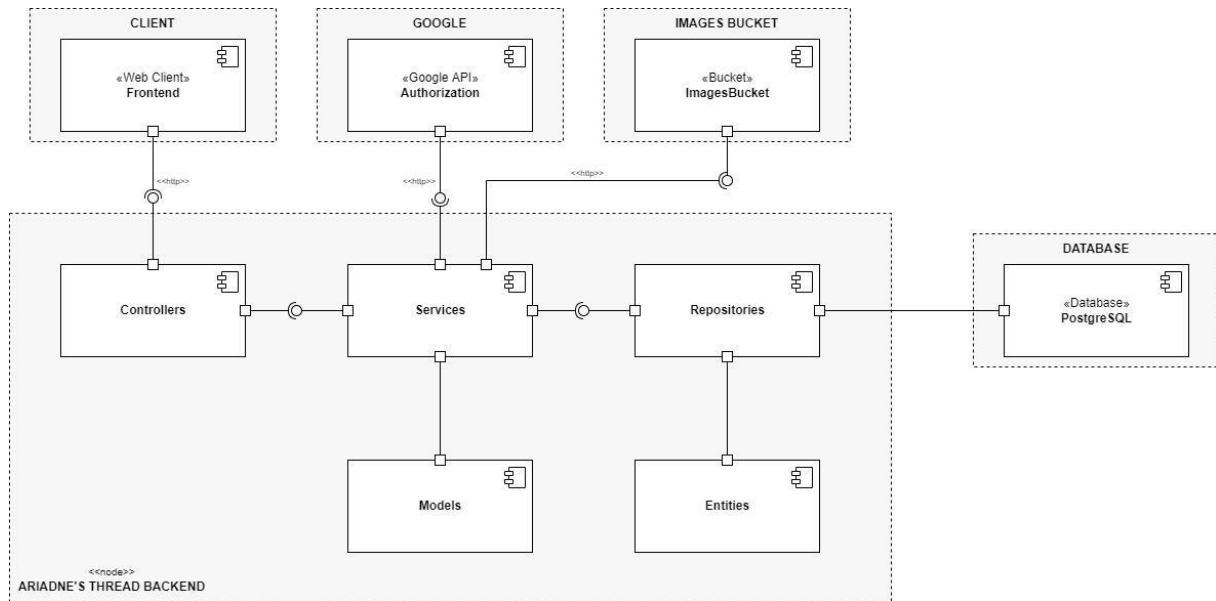 CLIENT
GOOGLE
IMAGES BUCKET
«Web Client»
Frontend
«Google API»
Authorization
«Bucket»
ImagesBucket
<<http>>
<<http>>
<<http>>
DATABASE
Controllers
Services
Repositories
«Database»
PostgreSQL
Models
Entities
<<node>>
ARIADNE'S THREAD BACKEND